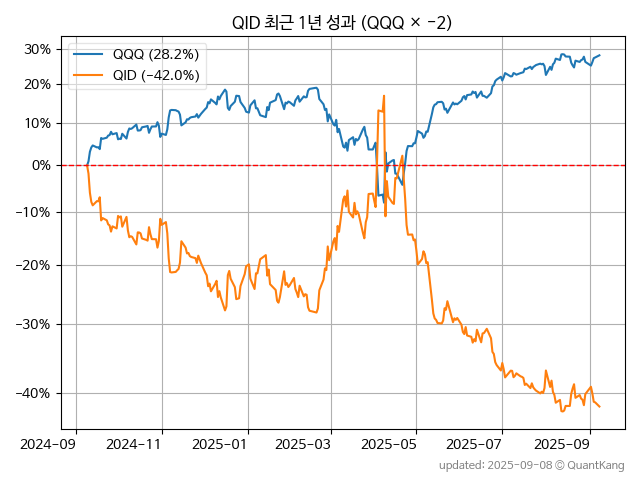 QID 최근 1년 성과 (QQQ × −2)
QQQ (28.2%)
QID (−42.0%)
30%
20%
10%
0%
−10%
−20%
−30%
−40%
2024-09 2024-11 2025-01 2025-03 2025-05 2025-07 2025-09
updated: 2025-09-08 © QuantKang